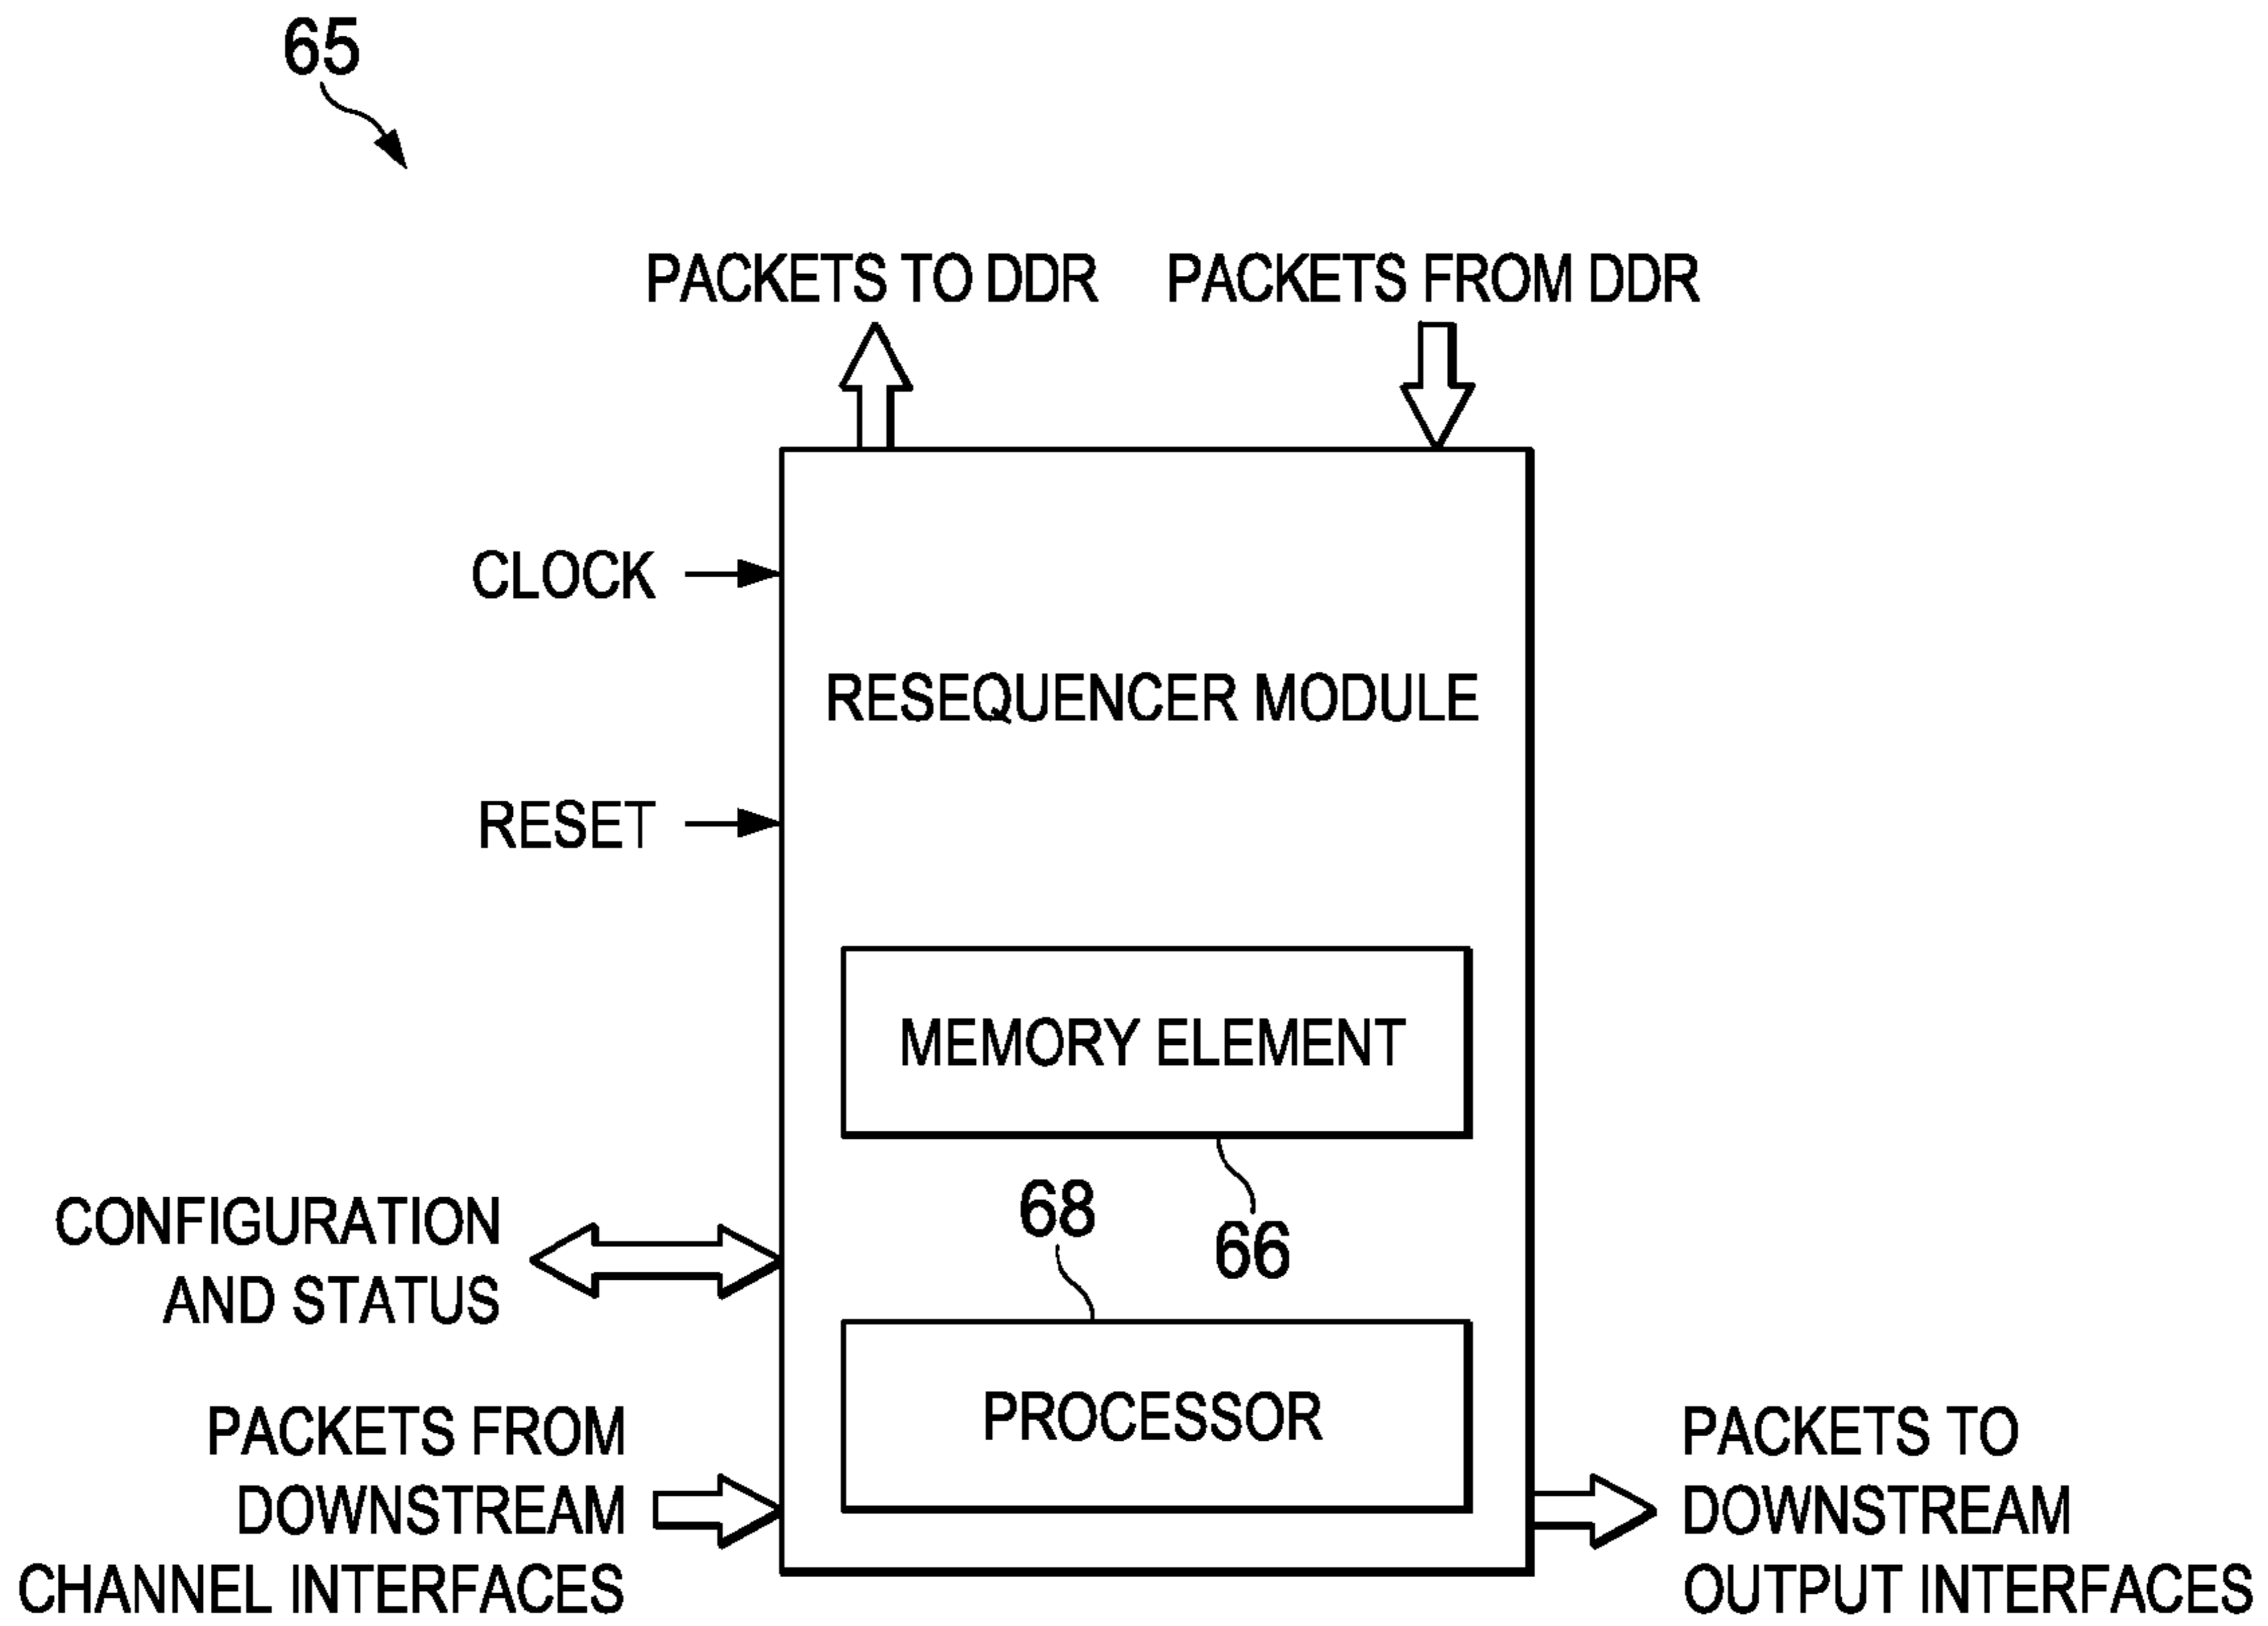 65
PACKETS TO DDR
PACKETS FROM DDR
CLOCK
RESEQUENCER MODULE
RESET
MEMORY ELEMENT
68
66
CONFIGURATION
AND STATUS
PROCESSOR
PACKETS FROM
DOWNSTREAM
CHANNEL INTERFACES
PACKETS TO
DOWNSTREAM
OUTPUT INTERFACES